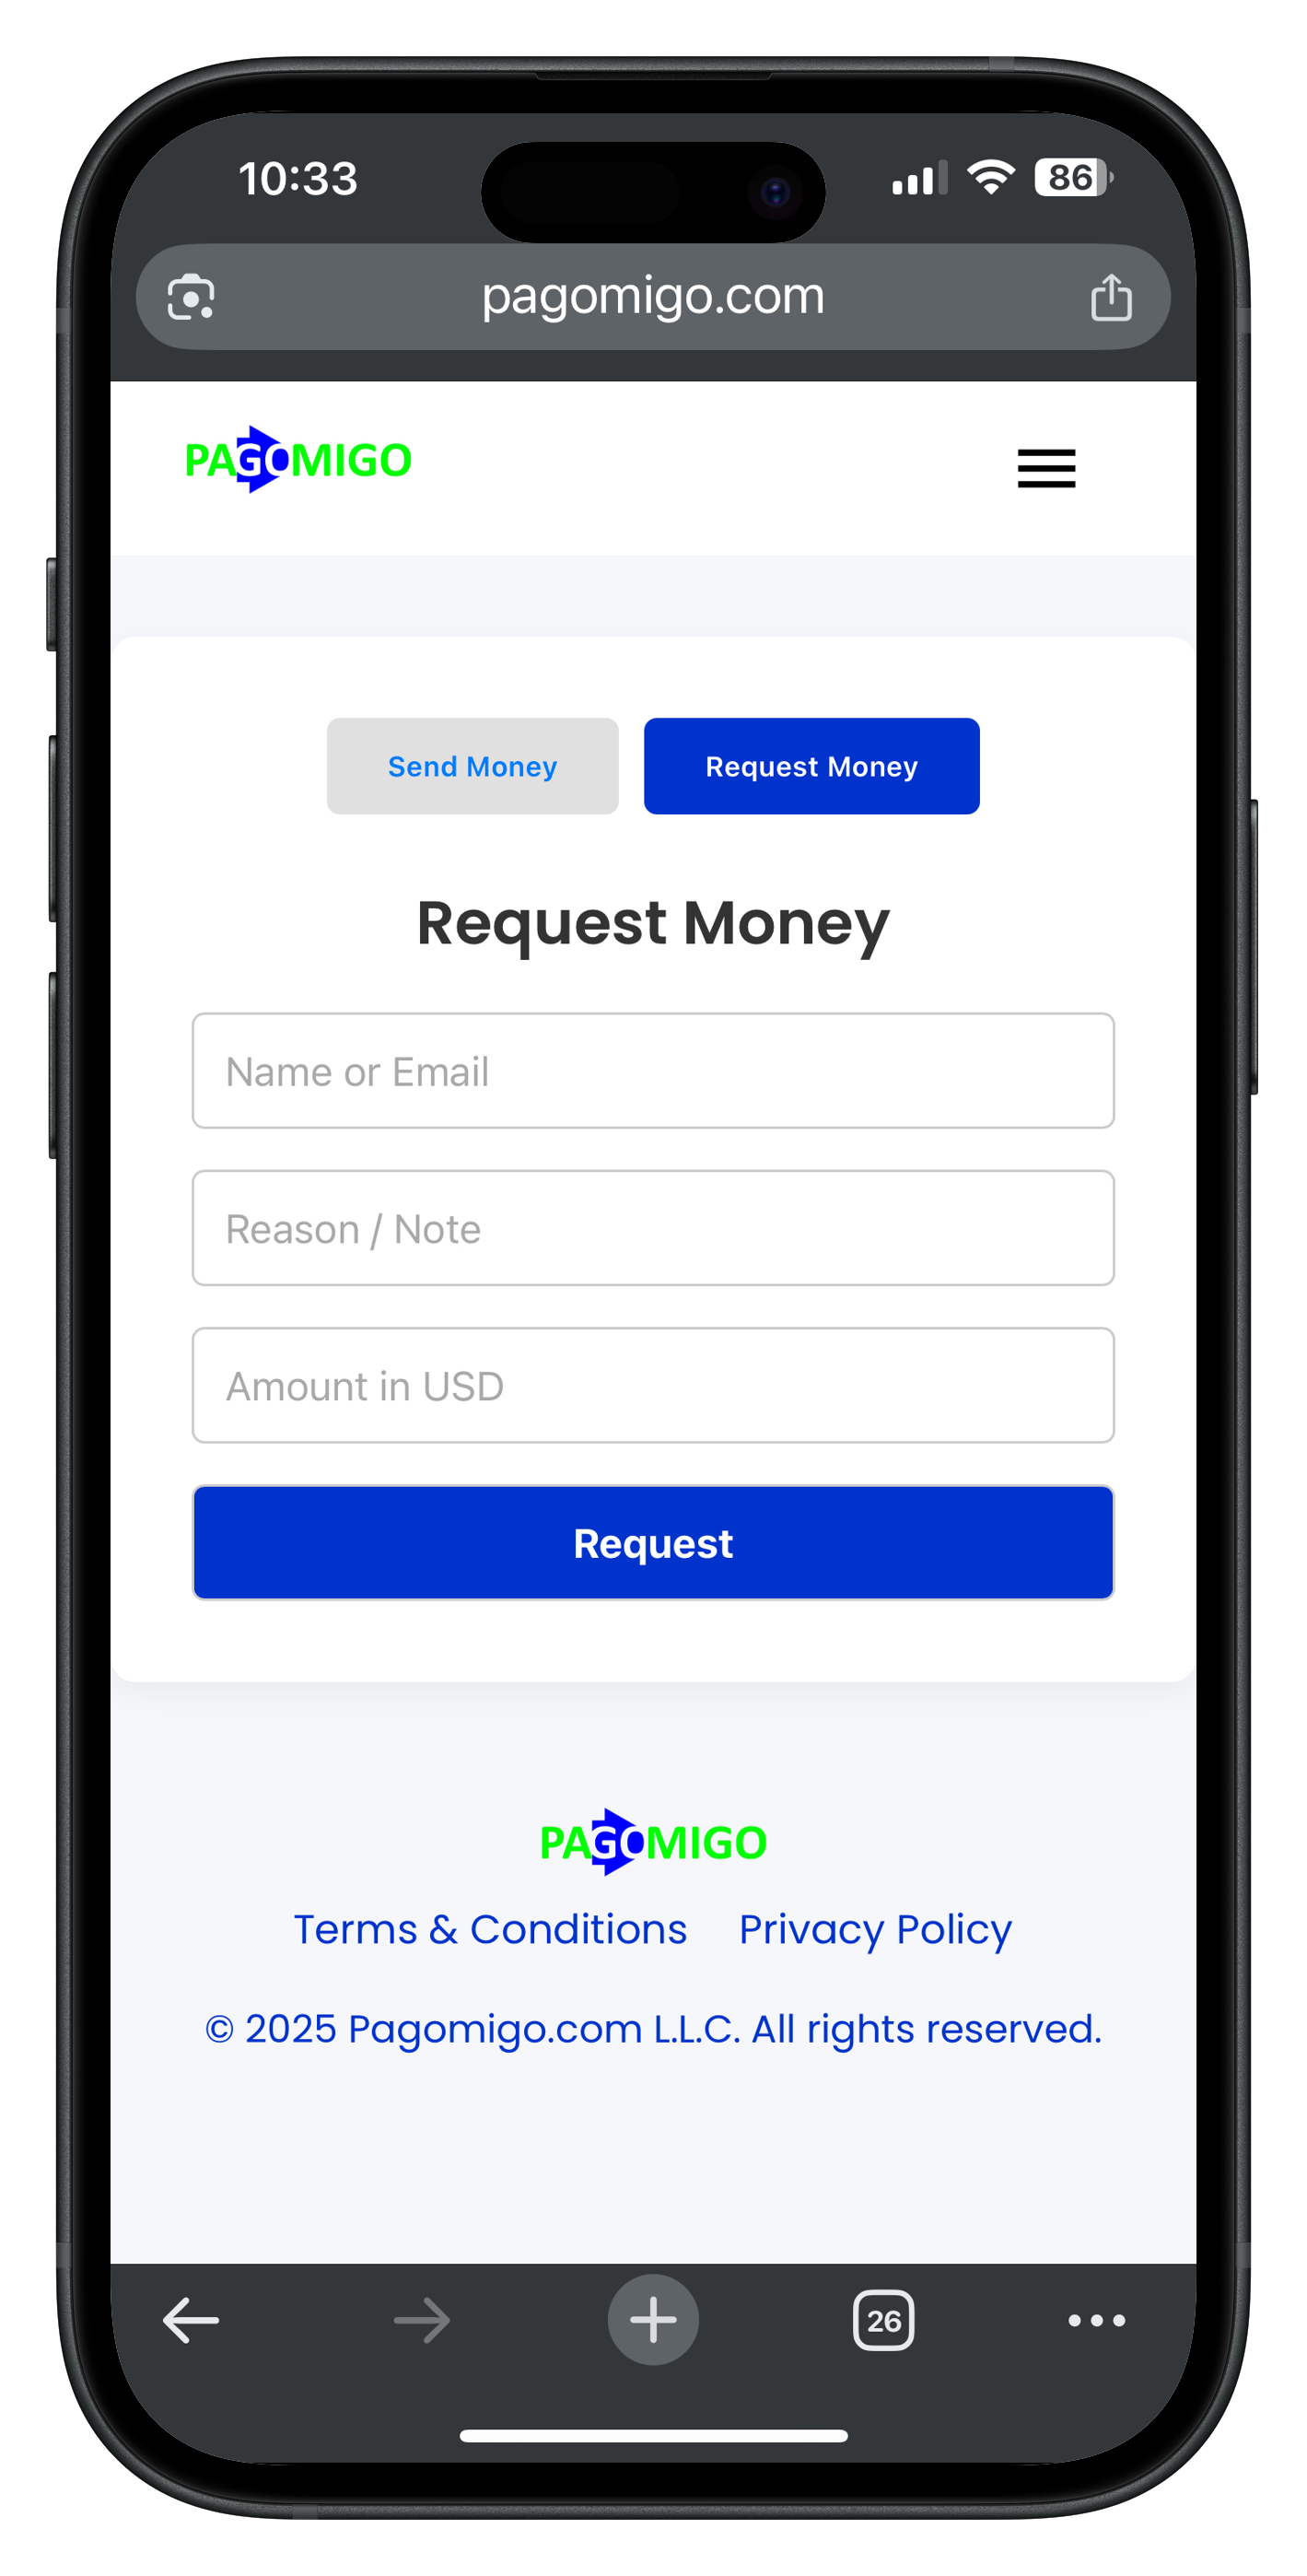 10:33 86
pagomigo.com
PAGOMIGO
Send Money Request Money
Request Money
Name or Email
Reason / Note
Amount in USD
Request
PAGOMIGO
Terms & Conditions Privacy Policy
© 2025 Pagomigo.com L.L.C. All rights reserved.
26